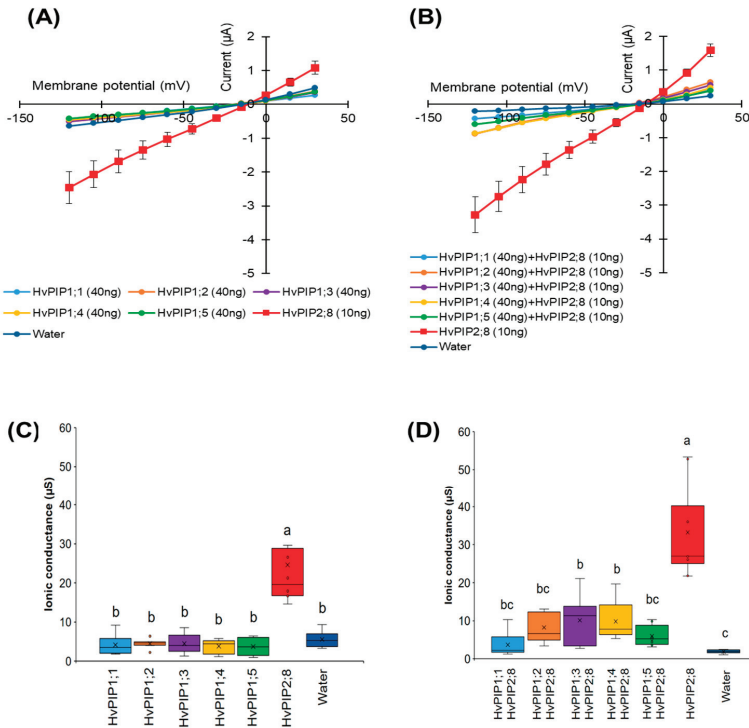 (A)
Current (µA)
Membrane potential (mV)
2
1
0
-150
-100
-50
0
50
-1
-2
-3
-4
-5
HvPIP1;1 (40ng)
HvPIP1;2 (40ng)
HvPIP1;3 (40ng)
HvPIP1;4 (40ng)
HvPIP1;5 (40ng)
HvPIP2;8 (10ng)
Water
(B)
Current (µA)
Membrane potential (mV)
2
1
0
-150
-100
-50
0
50
-1
-2
-3
-4
-5
HvPIP1;1 (40ng)+HvPIP2;8 (10ng)
HvPIP1;2 (40ng)+HvPIP2;8 (10ng)
HvPIP1;3 (40ng)+HvPIP2;8 (10ng)
HvPIP1;4 (40ng)+HvPIP2;8 (10ng)
HvPIP1;5 (40ng)+HvPIP2;8 (10ng)
HvPIP2;8 (10ng)
Water
(C)
Ionic conductance (µS)
60
50
40
30
20
10
0
b
b
b
b
b
a
b
HvPIP1;1
HvPIP1;2
HvPIP1;3
HvPIP1;4
HvPIP1;5
HvPIP2;8
Water
(D)
Ionic conductance (µS)
60
50
40
30
20
10
0
bc
bc
b
b
bc
a
c
HvPIP1;1
HvPIP2;8
HvPIP1;2
HvPIP2;8
HvPIP1;3
HvPIP2;8
HvPIP1;4
HvPIP2;8
HvPIP1;5
HvPIP2;8
HvPIP2;8
Water